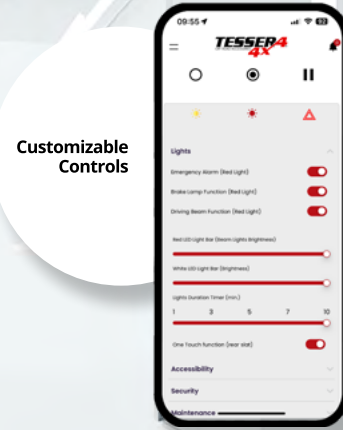 09:55
92
TESSER4
4X
Customizable
Controls
Lights
Emergency Alarm (Red Light)
Brake Lamp Function (Red Light)
Driving Beam Function (Red Light)
Red LED Light Bar (Beam Lights Brightness)
White LED Light Bar (Brightness)
Lights Duration Timer (min.)
1 3 5 7 10
One Touch function (rear slat)
Accessibility
Security
Maintenance